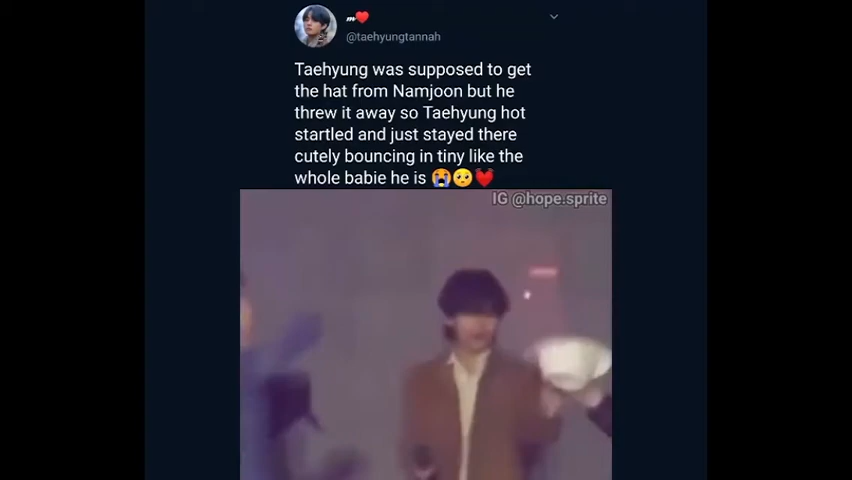 m❤️
@taehyungtannah
Taehyung was supposed to get
the hat from Namjoon but he
threw it away so Taehyung hot
startled and just stayed there
cutely bouncing in tiny like the
whole babie he is 😭🥺💓
IG @hope.sprite